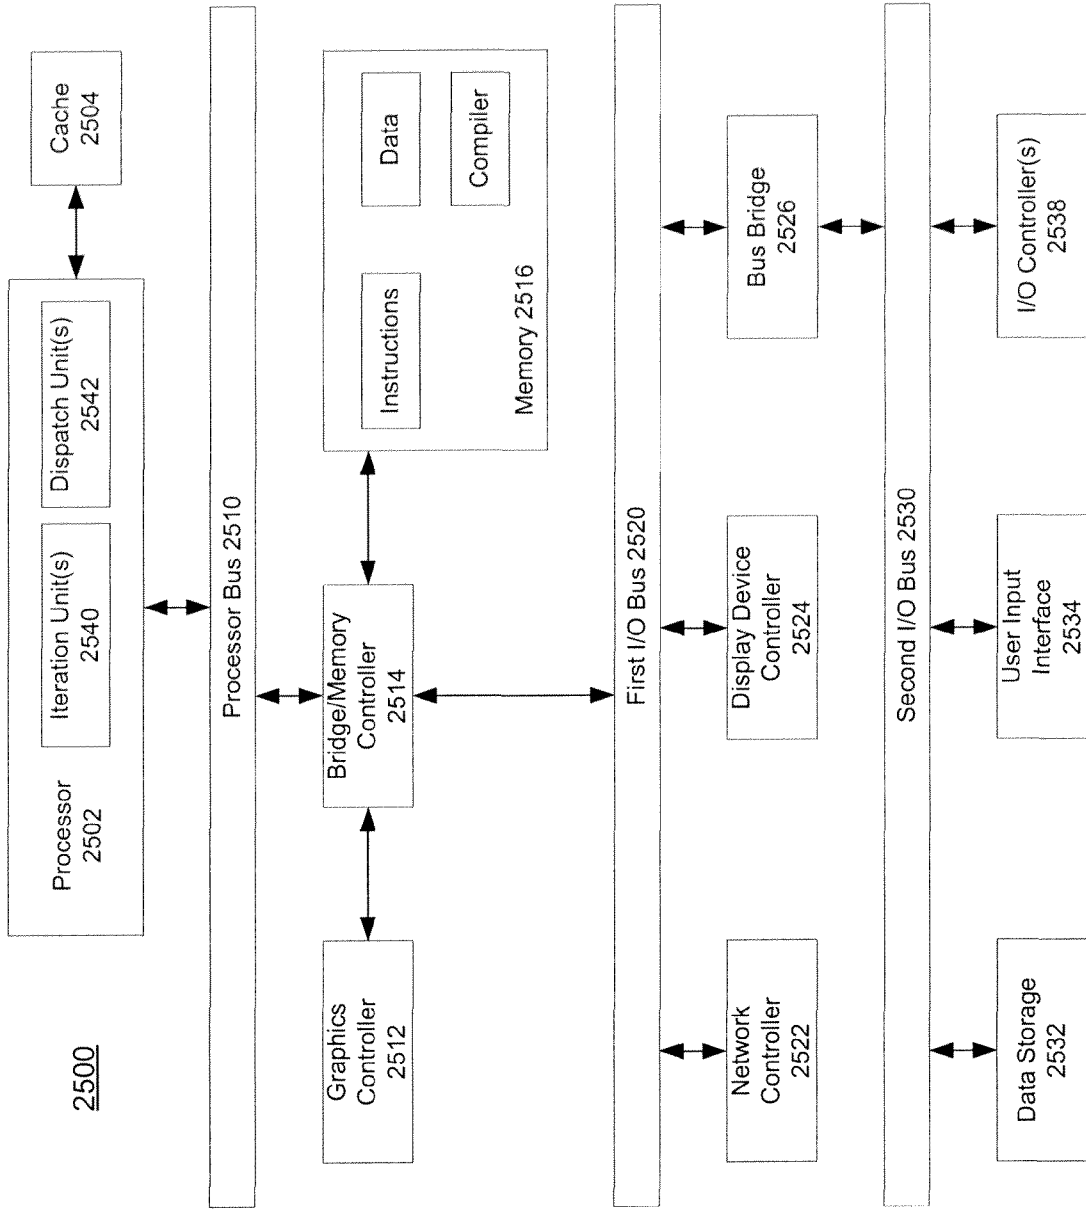 2500
Processor
2502
Iteration Unit(s)
2540
Dispatch Unit(s)
2542
Cache
2504
Processor Bus 2510
Graphics
Controller
2512
Bridge/Memory
Controller
2514
Instructions
Data
Compiler
Memory 2516
First I/O Bus 2520
Network
Controller
2522
Display Device
Controller
2524
Bus Bridge
2526
Second I/O Bus 2530
Data Storage
2532
User Input
Interface
2534
I/O Controller(s)
2538